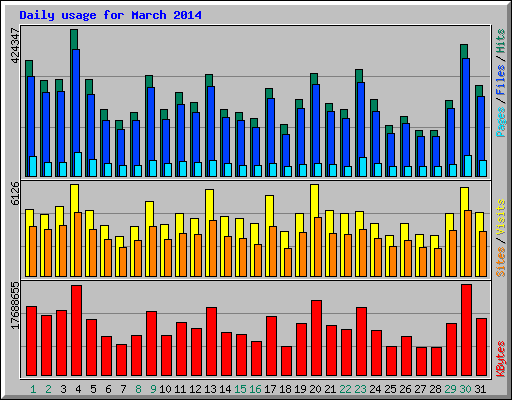 Daily usage for March 2014
424347
Pages / Files / Hits
6126
Sites / Visits
17688655
KBytes
1 2 3 4 5 6 7 8 9 10 11 12 13 14 15 16 17 18 19 20 21 22 23 24 25 26 27 28 29 30 31